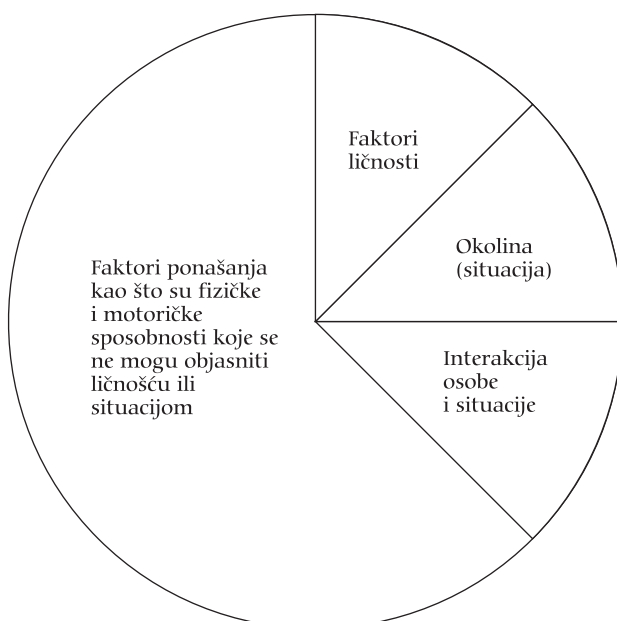 Faktori
ličnosti
Okolina
(situacija)
Faktori ponašanja
kao što su fizičke
i motoričke
sposobnosti koje se
ne mogu objasniti
ličnošću ili
situacijom
Interakcija
osobe
i situacije